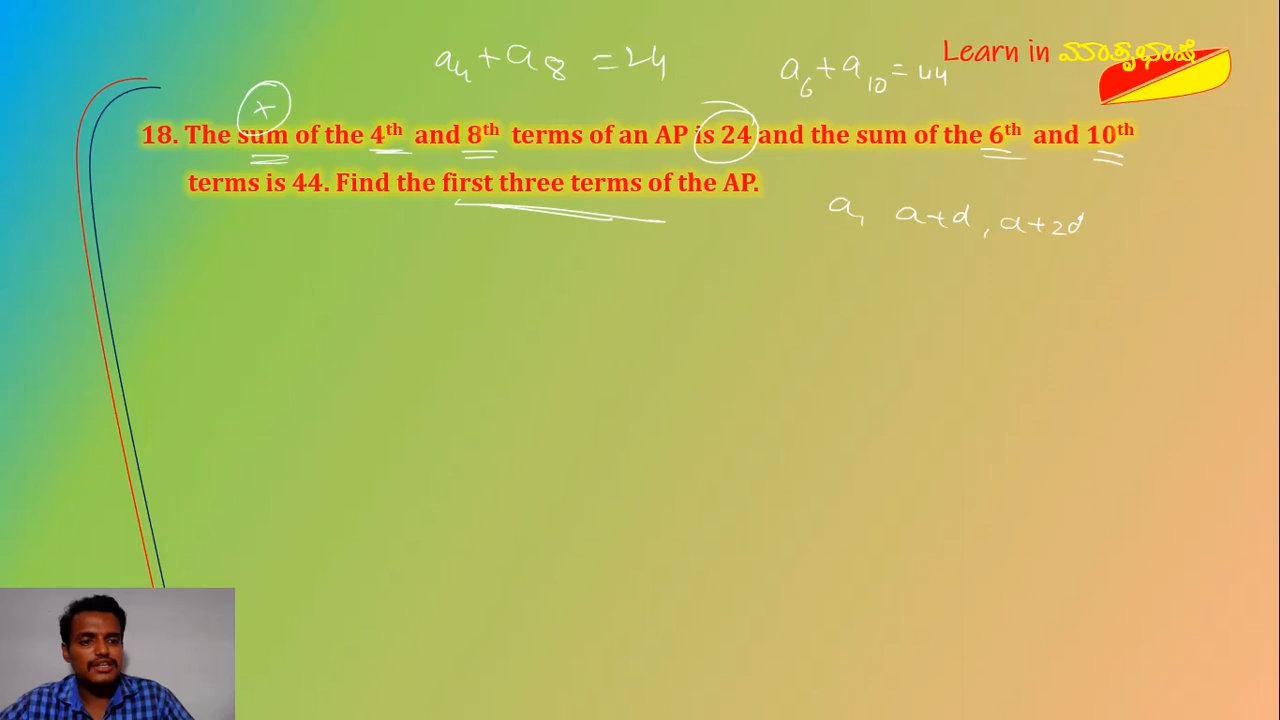 a₄ + a₈ = 24
a₆ + a₁₀ = 44
Learn in ಮಾತೃಭಾಷೆ
+
18. The sum of the 4th and 8th terms of an AP is 24 and the sum of the 6th and 10th
terms is 44. Find the first three terms of the AP.
a, a+d, a+2d